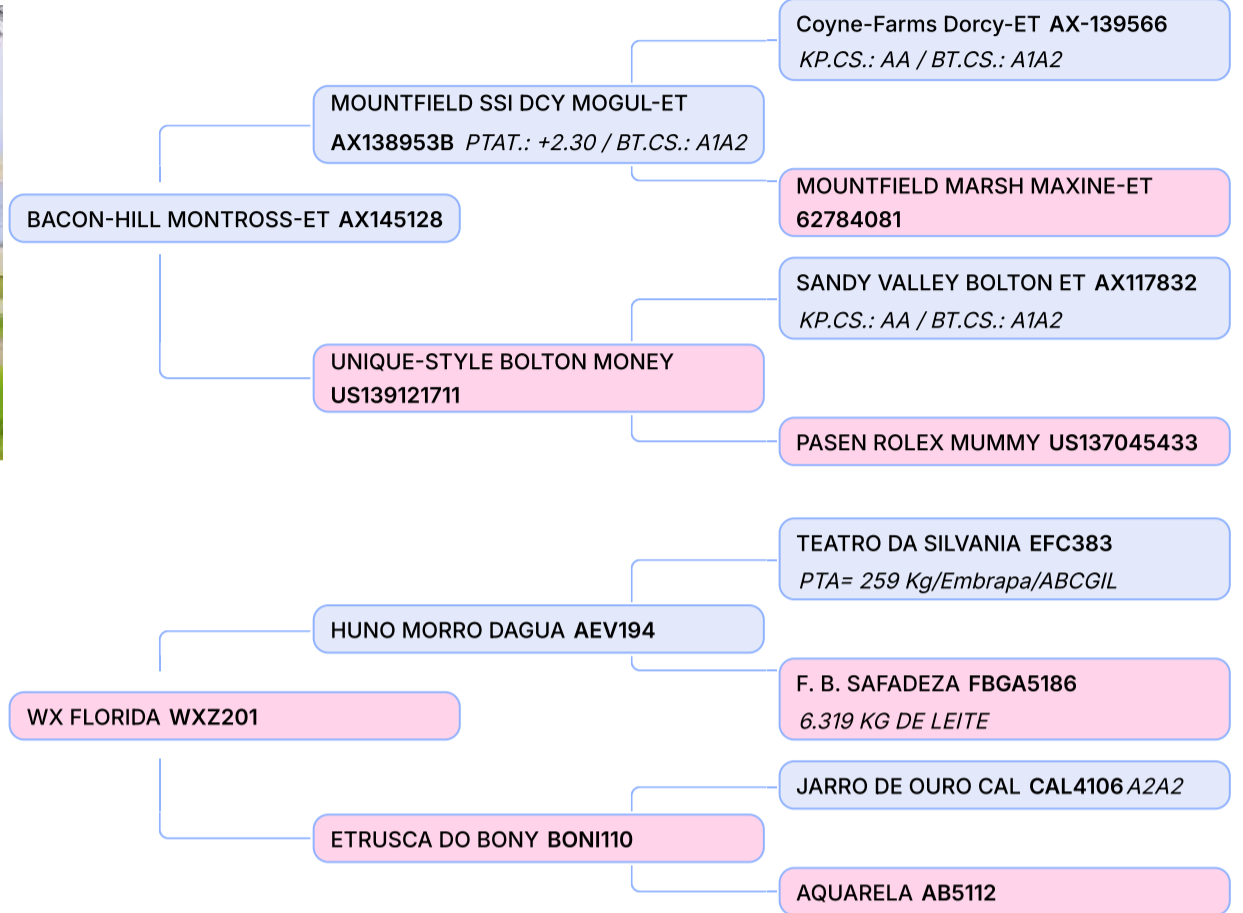 Coyne-Farms Dorcy-ET AX-139566
KP.CS.: AA / BT.CS.: A1A2
MOUNTFIELD SSI DCY MOGUL-ET
AX138953B PTAT.: +2.30 / BT.CS.: A1A2
MOUNTFIELD MARSH MAXINE-ET
62784081
BACON-HILL MONTROSS-ET AX145128
SANDY VALLEY BOLTON ET AX117832
KP.CS.: AA / BT.CS.: A1A2
UNIQUE-STYLE BOLTON MONEY
US139121711
PASEN ROLEX MUMMY US137045433
TEATRO DA SILVANIA EFC383
PTA= 259 Kg/Embrapa/ABCGIL
HUNO MORRO DAGUA AEV194
F. B. SAFADEZA FBGA5186
6.319 KG DE LEITE
WX FLORIDA WXZ201
JARRO DE OURO CAL CAL4106 A2A2
ETRUSCA DO BONY BONI110
AQUARELA AB5112